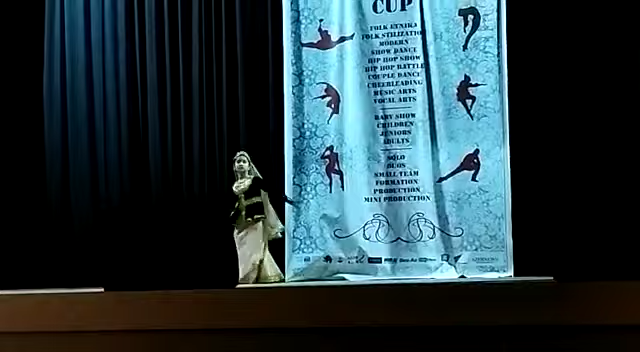 CUP
FOLK ETNIKA
FOLK STILIZATION
MODERN
SHOW DANCE
HIP HOP SHOW
HIP HOP BATTLE
COUPLE DANCE
CHEERLEADING
MUSIC ARTS
VOCAL ARTS
BABY SHOW
CHILDREN
JUNIORS
ADULTS
SOLO
DUOS
SMALL TEAM
FORMATION
PRODUCTION
MINI PRODUCTION